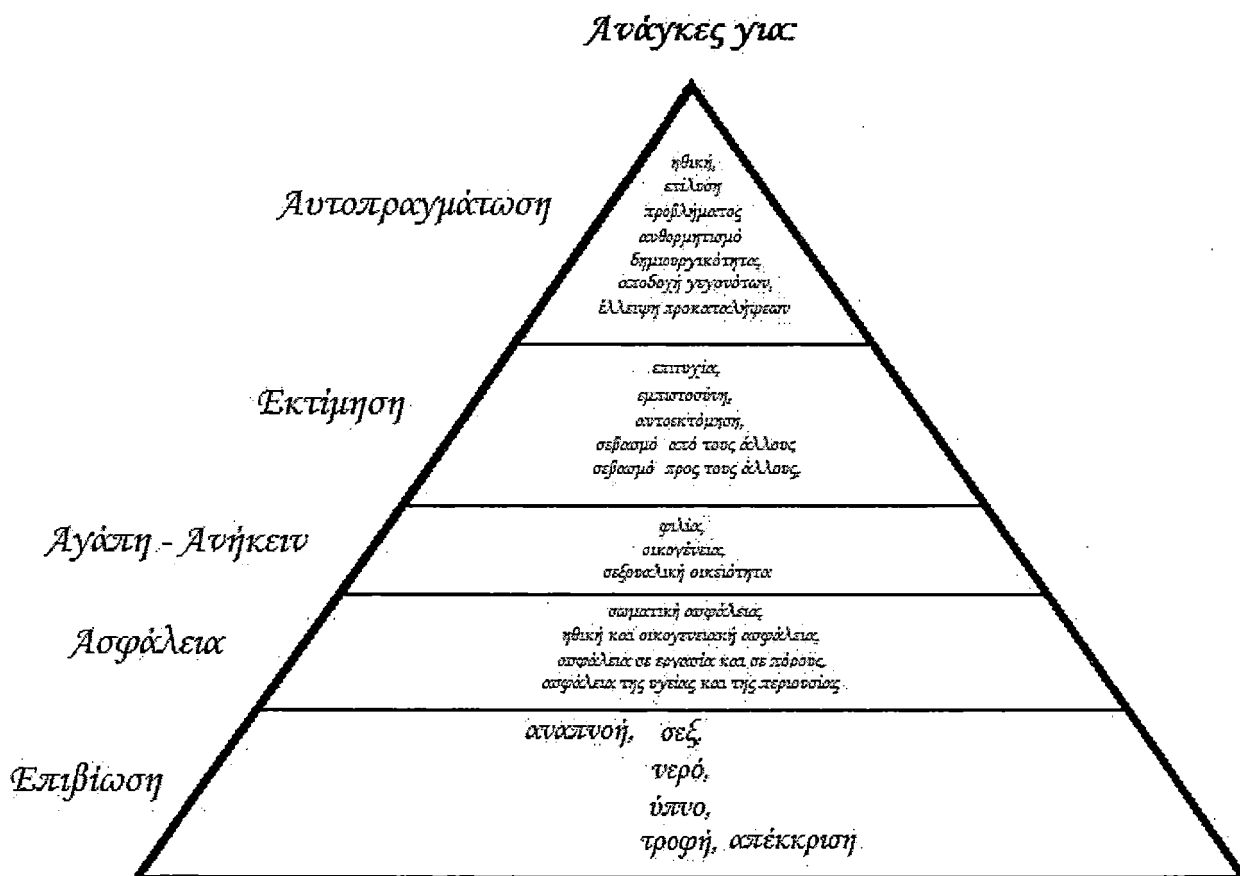 Ανάγκες για:
Αυτοπραγμάτωση
ηθική,
επίλυση
προβλήματος
αυθορμητισμό
δημιουργικότητα,
αποδοχή γεγονότων,
έλλειψη προκαταλήψεων
Εκτίμηση
επιτυχία,
εμπιστοσύνη,
αυτοεκτόμηση,
σεβασμό από τους άλλους
σεβασμό προς τους άλλους,
Αγάπη - Ανήκειν
φιλία,
οικογένεια,
σεξουαλική οικειότητα
Ασφάλεια
σωματική ασφάλεια,
ηθική και οικογενειακή ασφάλεια,
ασφάλεια σε εργασία και σε πόρους,
ασφάλεια της υγείας και της περιουσίας
Επιβίωση
αναπνοή, σεξ,
νερό,
ύπνο,
τροφή, απέκκριση